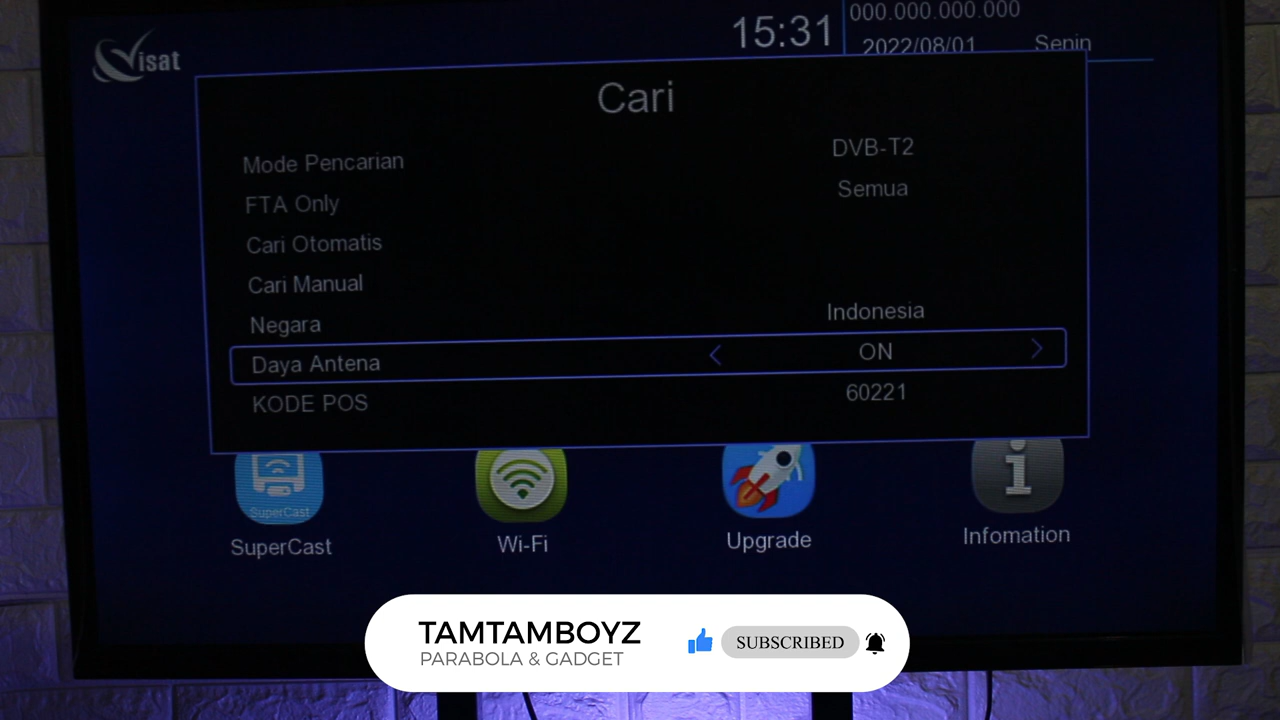 Visat
15:31
000.000.000.000
2022/08/01 Senin
Cari
Mode Pencarian DVB-T2
FTA Only Semua
Cari Otomatis
Cari Manual
Negara Indonesia
Daya Antena < ON >
KODE POS 60221
SuperCast
SuperCast
Wi-Fi
Upgrade
i
Infomation
TAMTAMBOYZ
PARABOLA & GADGET
SUBSCRIBED